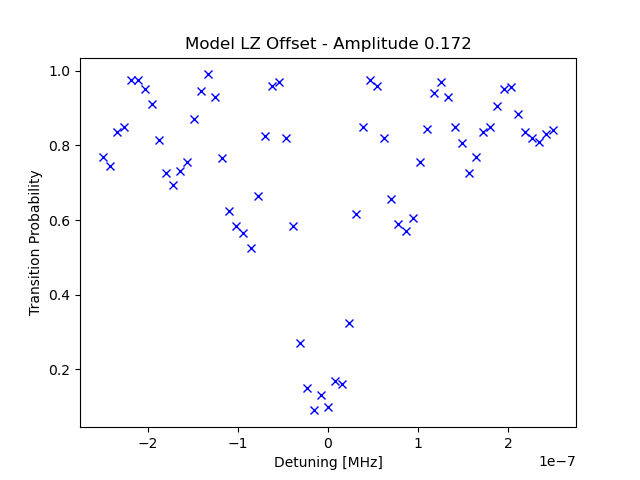 Model LZ Offset - Amplitude 0.172
1.0
0.8
0.6
0.4
0.2
Transition Probability
−2
−1
0
1
2
1e−7
Detuning [MHz]